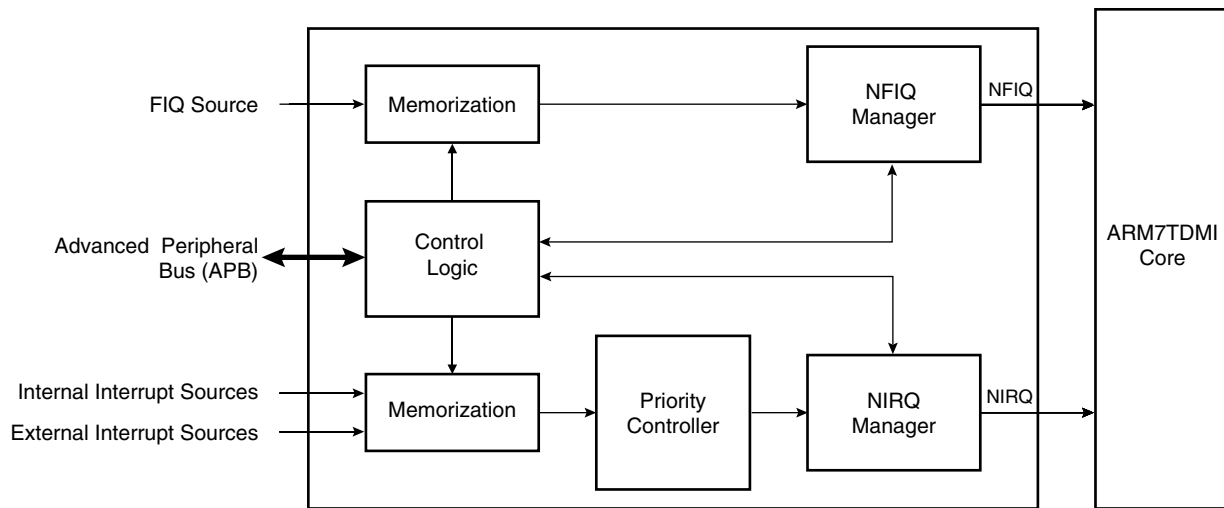 FIQ Source
Memorization
NFIQ
Manager
NFIQ
Advanced Peripheral
Bus (APB)
Control
Logic
ARM7TDMI
Core
Internal Interrupt Sources
External Interrupt Sources
Memorization
Priority
Controller
NIRQ
Manager
NIRQ